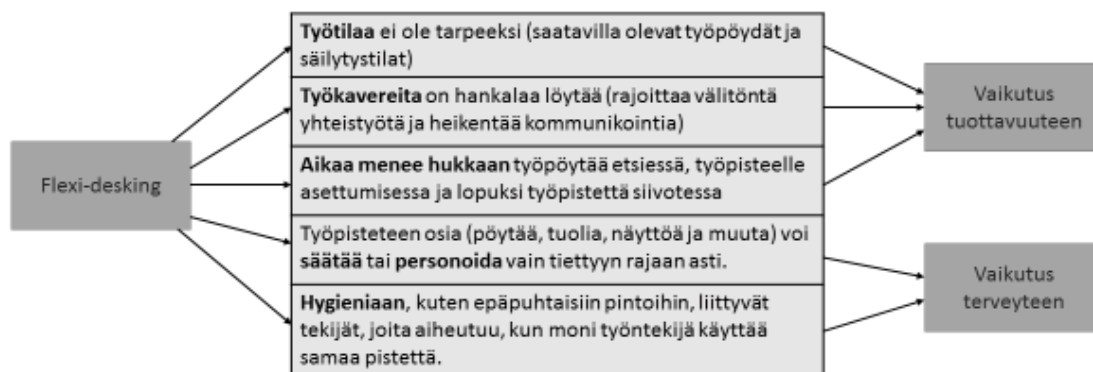 Flexi-desking
Työtilaa ei ole tarpeeksi (saatavilla olevat työpöydät ja
säilytystilat)
Työkavereita on hankalaa löytää (rajoittaa välitöntä
yhteistyötä ja heikentää kommunikointia)
Aikaa menee hukkaan työpöytää etsiessä, työpisteelle
asettumisessa ja lopuksi työpistettä siivotessa
Työpisteteen osia (pöytää, tuolia, näyttöä ja muuta) voi
säätää tai personoida vain tiettyyn rajaan asti.
Hygieniaan, kuten epäpuhtaisiin pintoihin, liittyvät
tekijät, joita aiheutuu, kun moni työntekijä käyttää
samaa pistettä.
Vaikutus
tuottavuuteen
Vaikutus
terveyteen